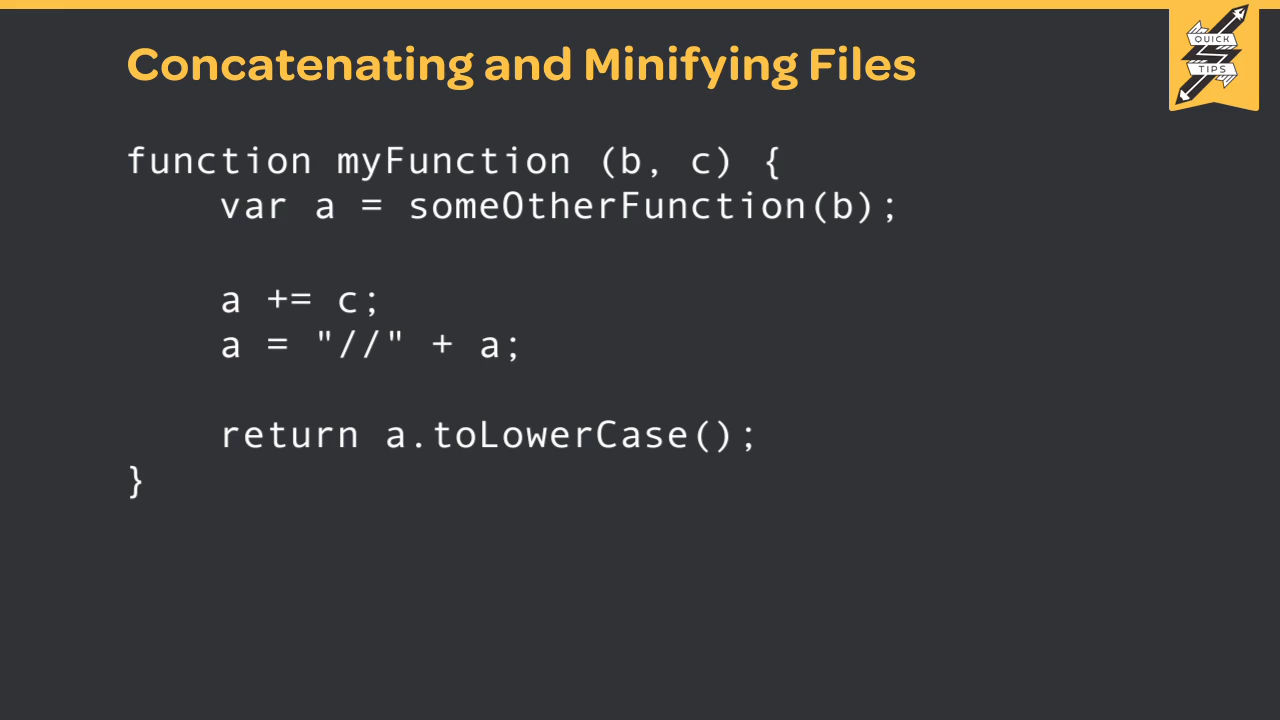 Concatenating and Minifying Files
QUICK
TIPS
function myFunction (b, c) {
    var a = someOtherFunction(b);
    a += c;
    a = "//" + a;
    return a.toLowerCase();
}